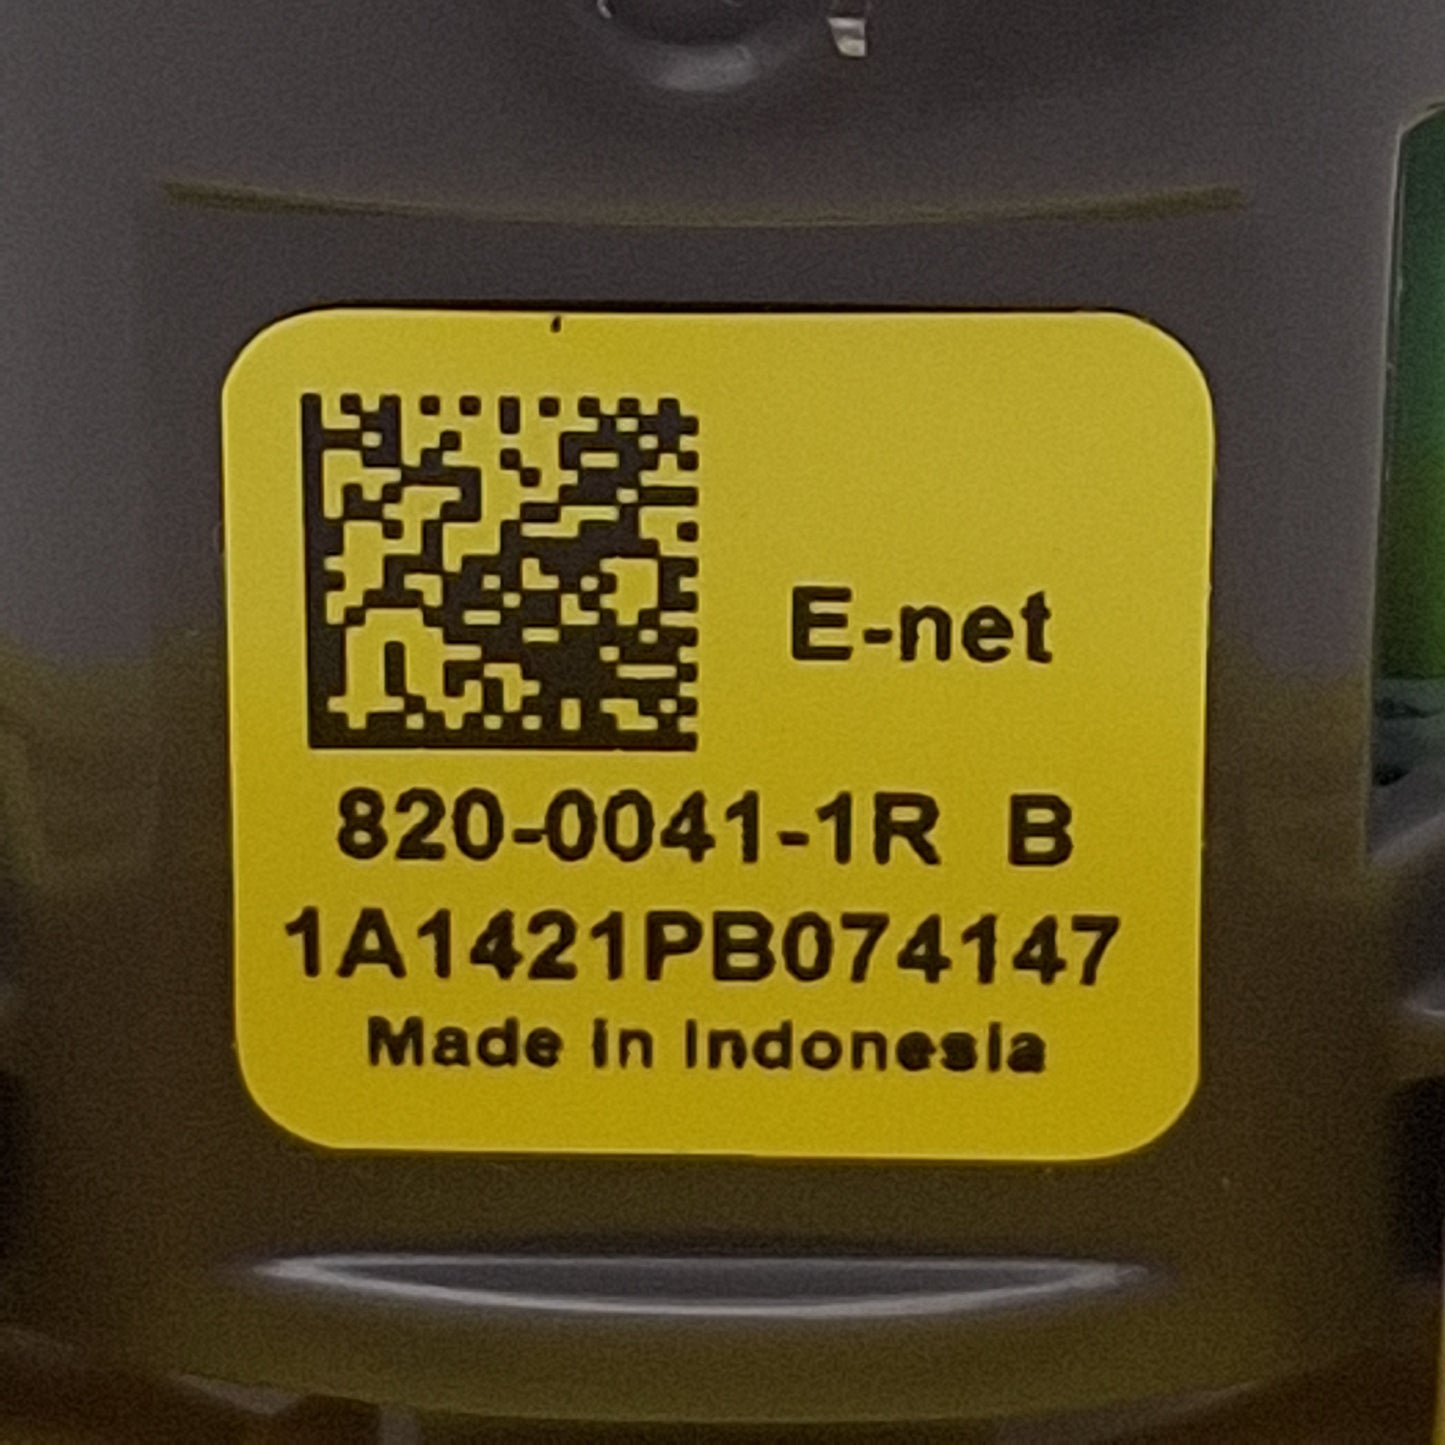 E-net
820-0041-1R B
1A1421PB074147
Made in Indonesia